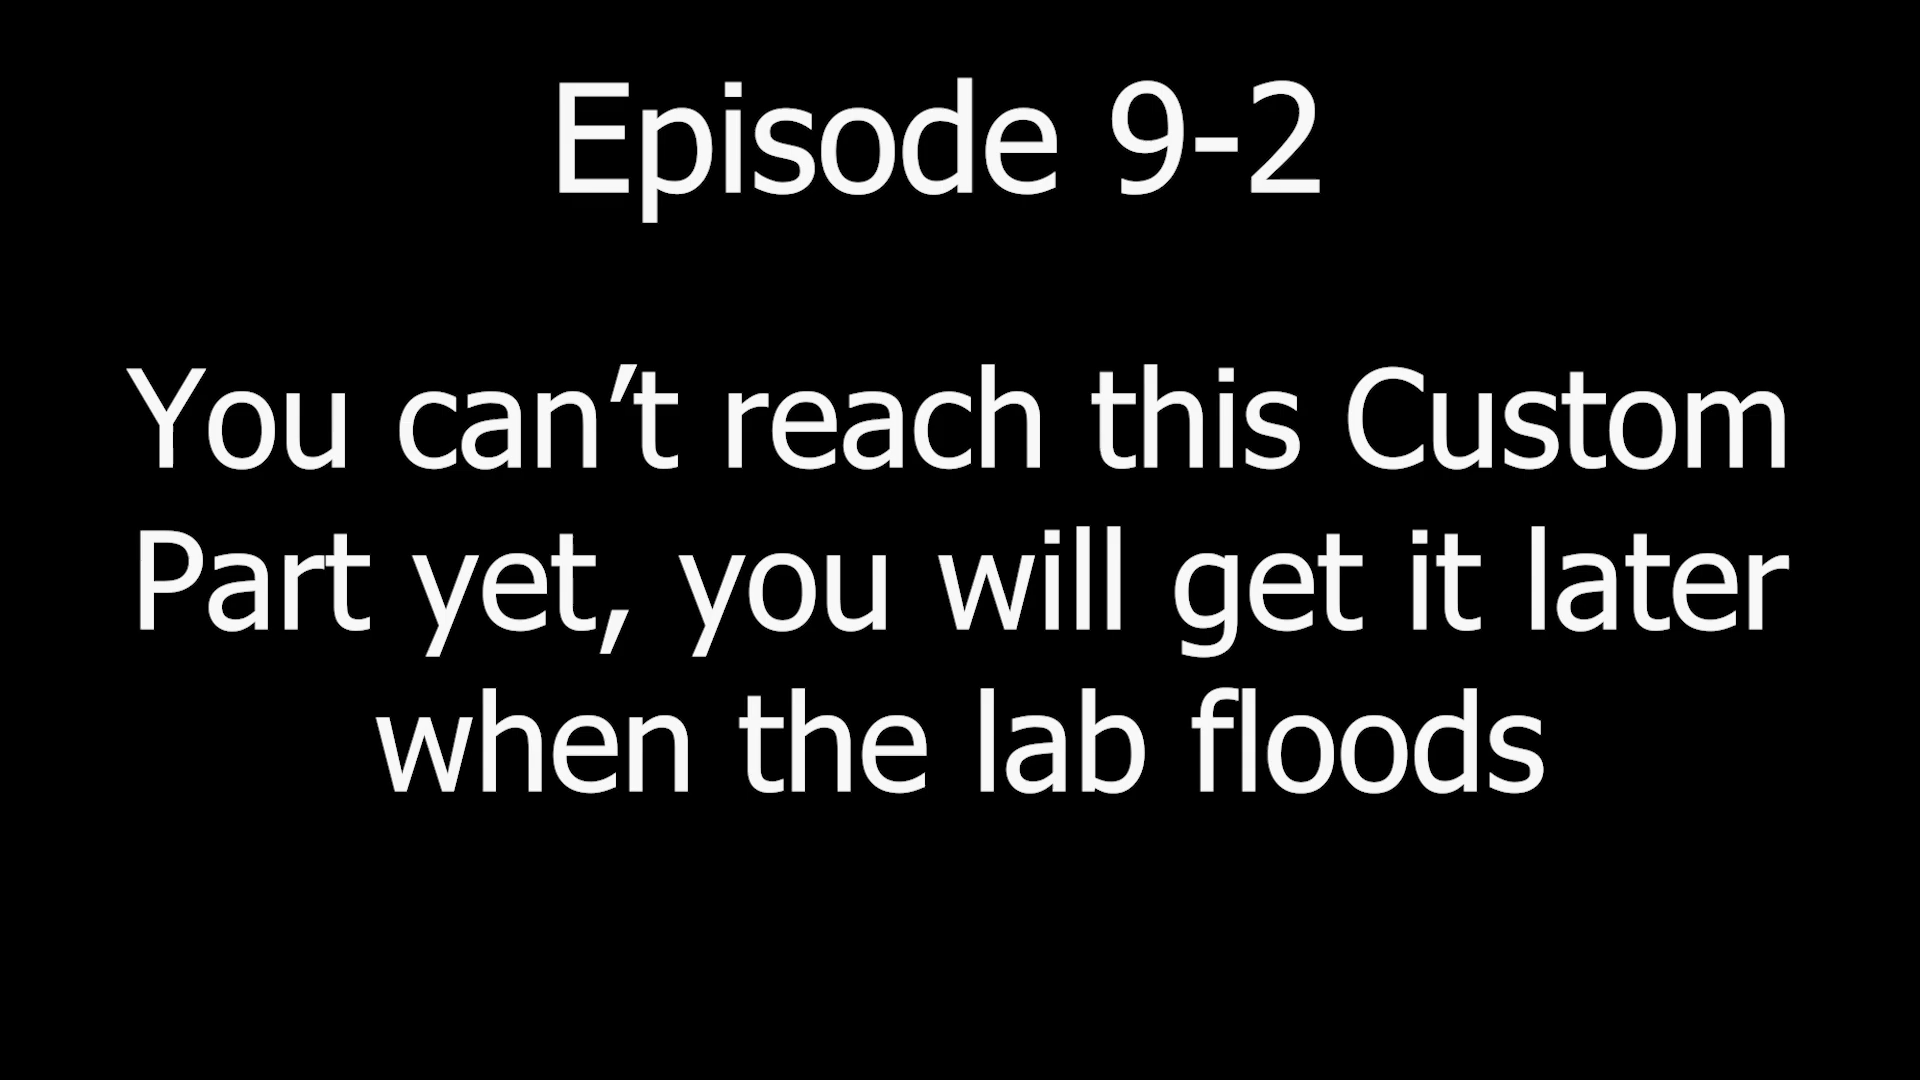 Episode 9-2
You can’t reach this Custom
Part yet, you will get it later
when the lab floods